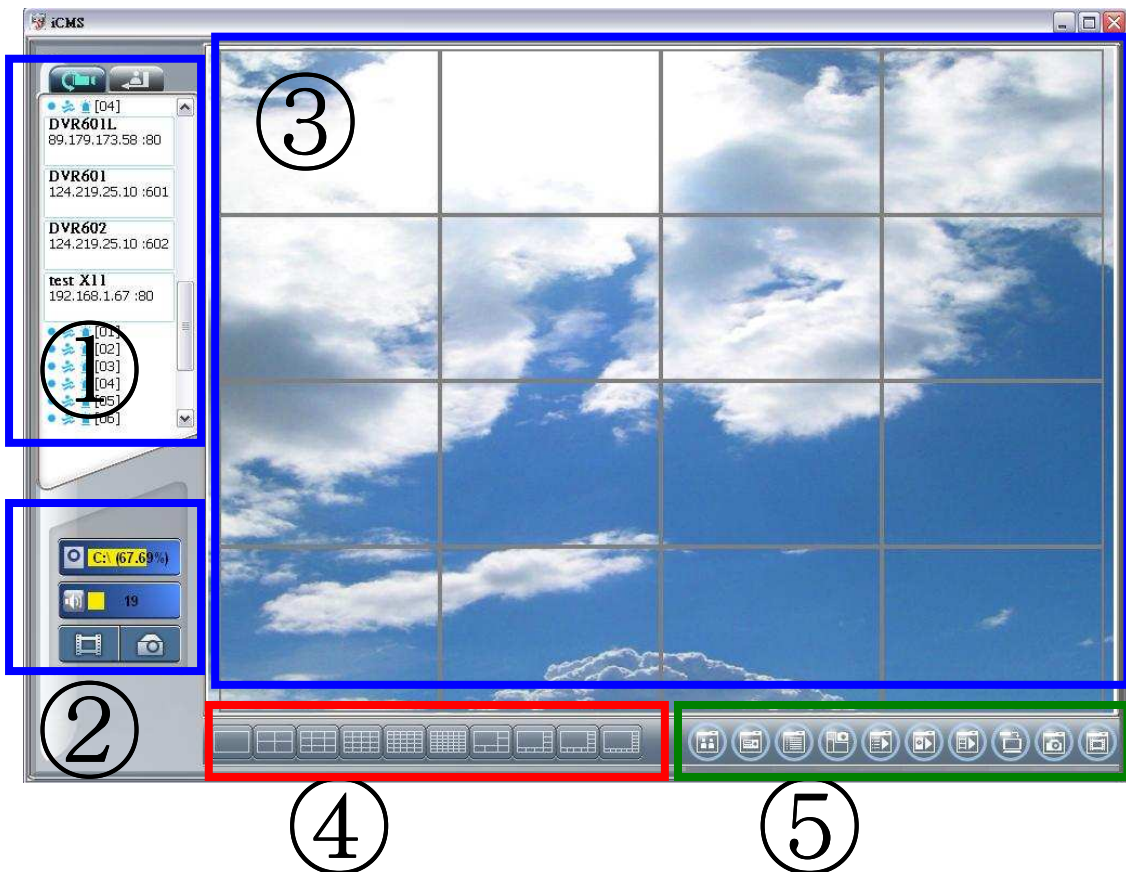 iCMS
[04]
DVR601L
89.179.173.58 :80
DVR601
124.219.25.10 :601
DVR602
124.219.25.10 :602
test X11
192.168.1.67 :80
[01]
[02]
[03]
[04]
[05]
[06]
①
C:\ (67.69%)
19
②
③
④
⑤